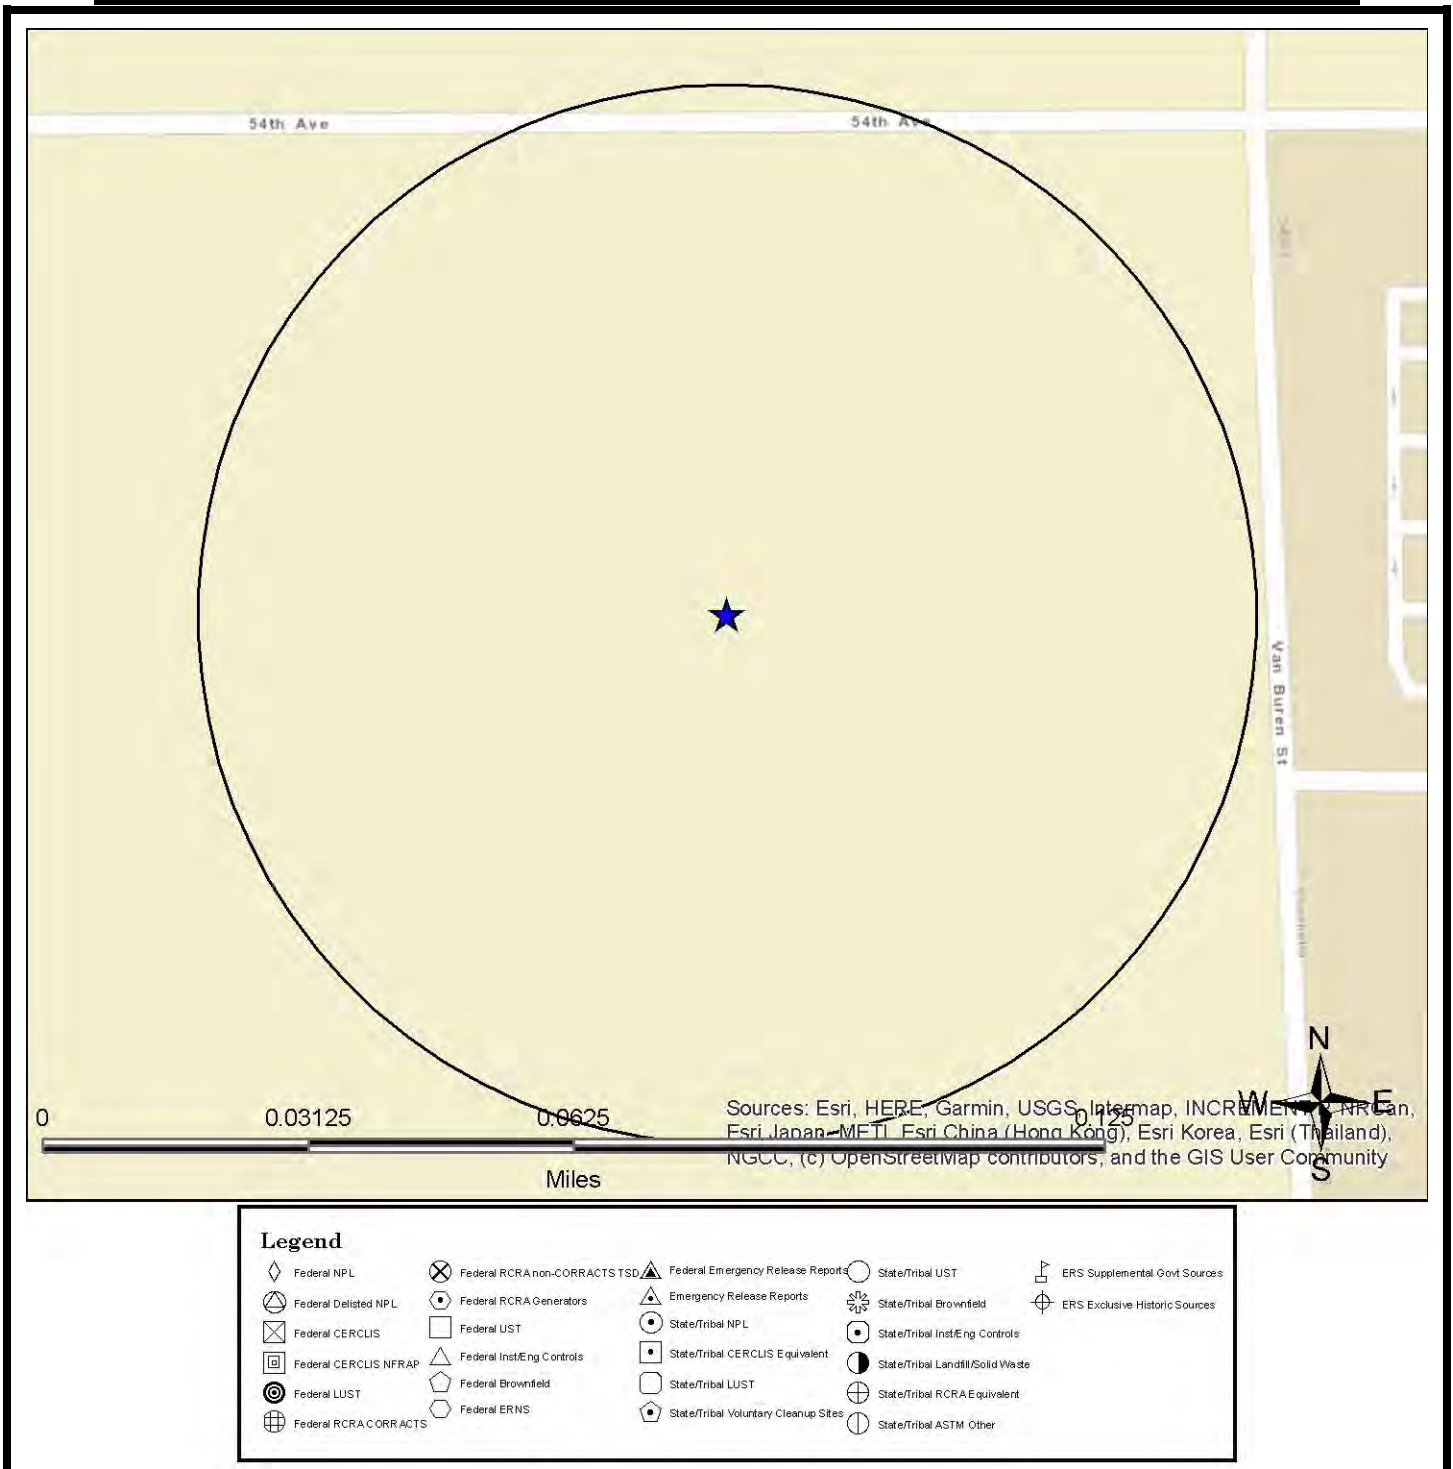 54th Ave
54th Ave
Van Buren St
N
W
E
S
0
0.03125
0.0625
0.125
Miles
Sources: Esri, HERE, Garmin, USGS, Intermap, INCREMENT NRCan,
Esri Japan, METI, Esri China (Hong Kong), Esri Korea, Esri (Thailand),
NGCC, (c) OpenStreetMap contributors, and the GIS User Community
Legend
Federal NPL
Federal Delisted NPL
Federal CERCLIS
Federal CERCLIS NFRAP
Federal LUST
Federal RCRA CORRACTS
Federal RCRA non-CORRACTS TSD
Federal RCRA Generators
Federal UST
Federal Inst/Eng Controls
Federal Brownfield
Federal ERNS
Federal Emergency Release Reports
Emergency Release Reports
State/Tribal NPL
State/Tribal CERCLIS Equivalent
State/Tribal LUST
State/Tribal Voluntary Cleanup Sites
State/Tribal UST
State/Tribal Brownfield
State/Tribal Inst/Eng Controls
State/Tribal Landfill/Solid Waste
State/Tribal RCRA Equivalent
State/Tribal ASTM Other
ERS Supplemental Govt Sources
ERS Exclusive Historic Sources